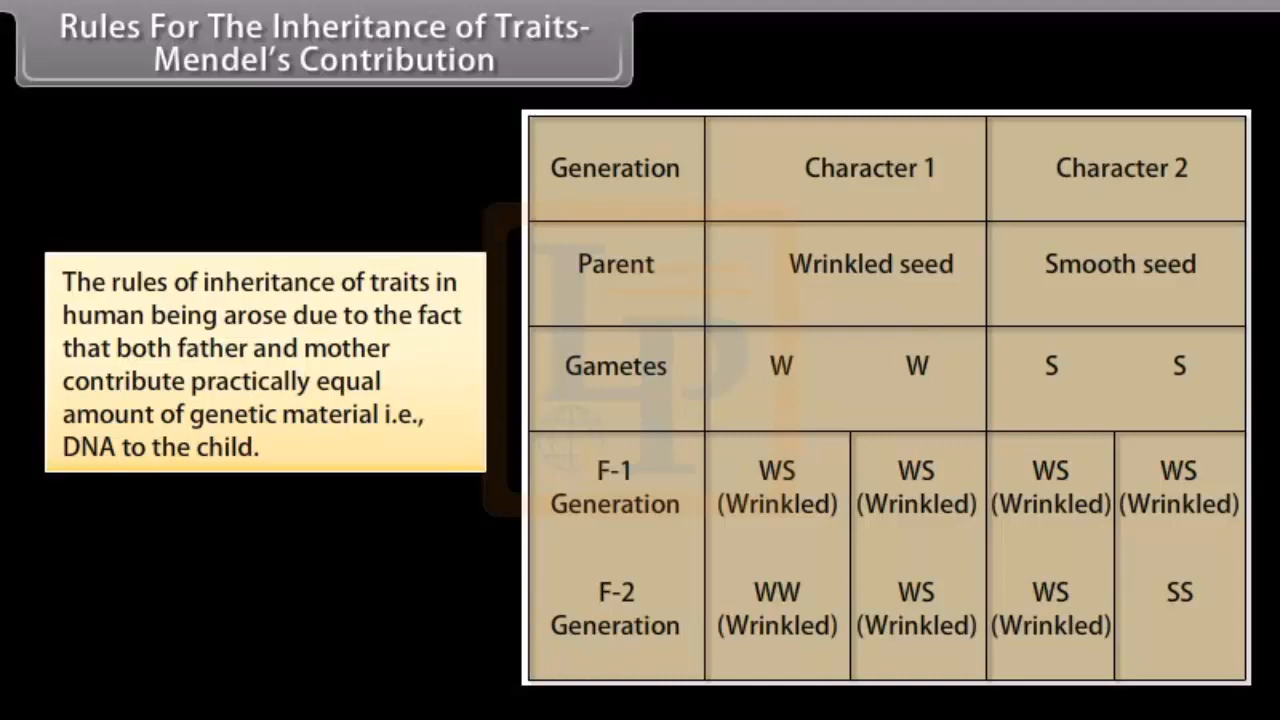 Rules For The Inheritance of Traits-
Mendel's Contribution
The rules of inheritance of traits in
human being arose due to the fact
that both father and mother
contribute practically equal
amount of genetic material i.e.,
DNA to the child.
Generation Character 1 Character 2
Parent Wrinkled seed Smooth seed
Gametes W W S S
F-1 WS WS WS WS
Generation (Wrinkled) (Wrinkled) (Wrinkled) (Wrinkled)
F-2 WW WS WS SS
Generation (Wrinkled) (Wrinkled) (Wrinkled)